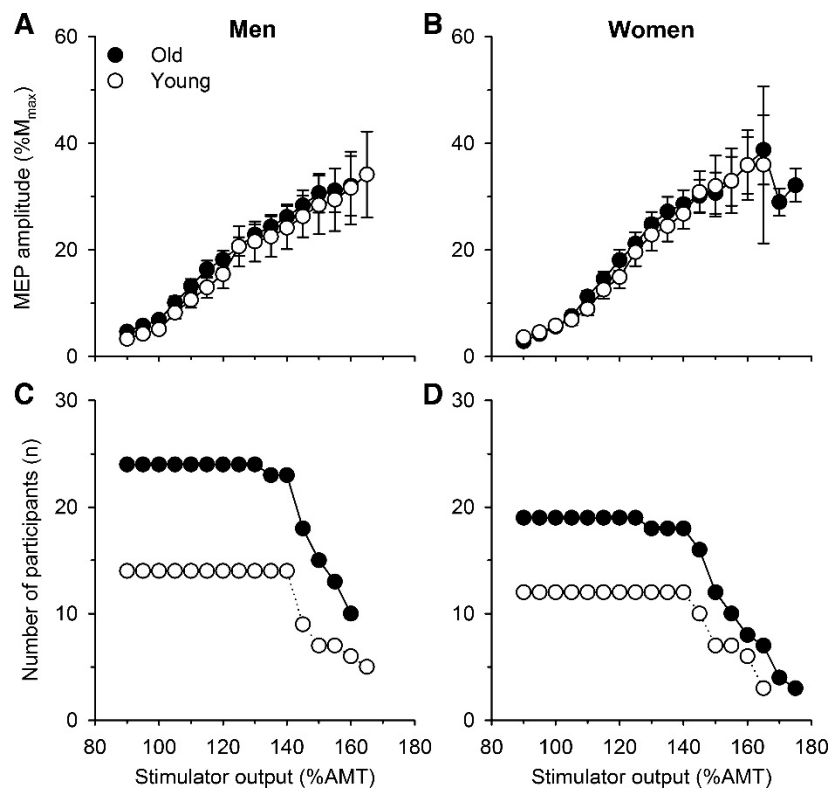 A Men
Old
Young
MEP amplitude (%Mmax)
60
40
20
0
B Women
60
40
20
0
C
Number of participants (n)
30
20
10
0
80 100 120 140 160 180
Stimulator output (%AMT)
D
30
20
10
0
80 100 120 140 160 180
Stimulator output (%AMT)